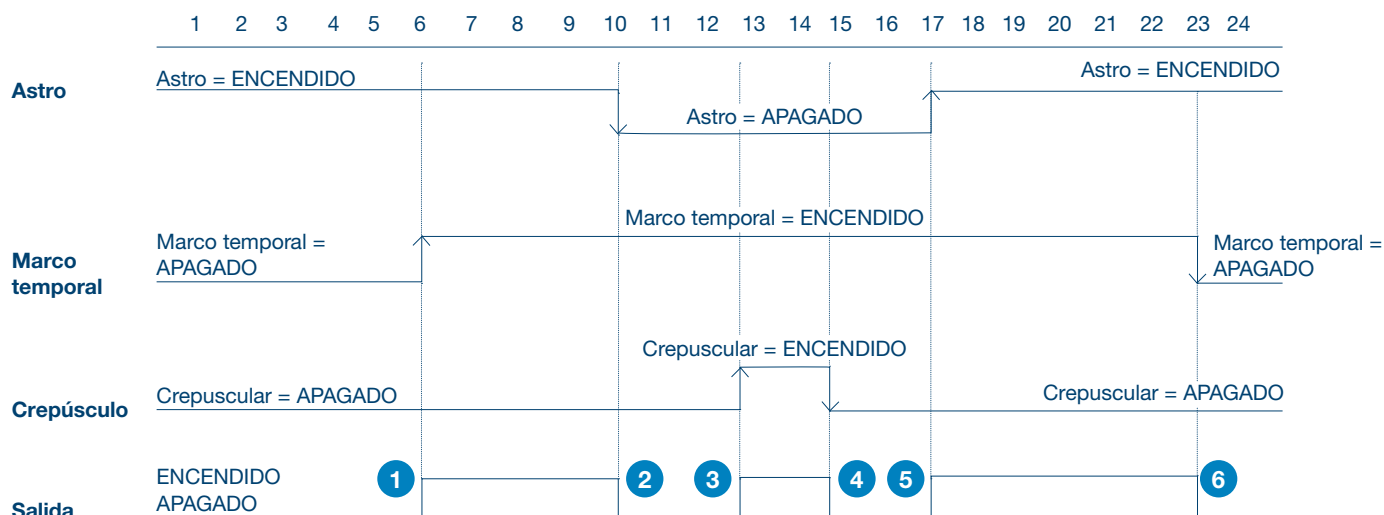 1 2 3 4 5 6 7 8 9 10 11 12 13 14 15 16 17 18 19 20 21 22 23 24
Astro
Astro = ENCENDIDO
Astro = APAGADO
Astro = ENCENDIDO
Marco temporal
Marco temporal =
APAGADO
Marco temporal = ENCENDIDO
Marco temporal =
APAGADO
Crepúsculo
Crepuscular = APAGADO
Crepuscular = ENCENDIDO
Crepuscular = APAGADO
Salida
ENCENDIDO
APAGADO
1 2 3 4 5 6